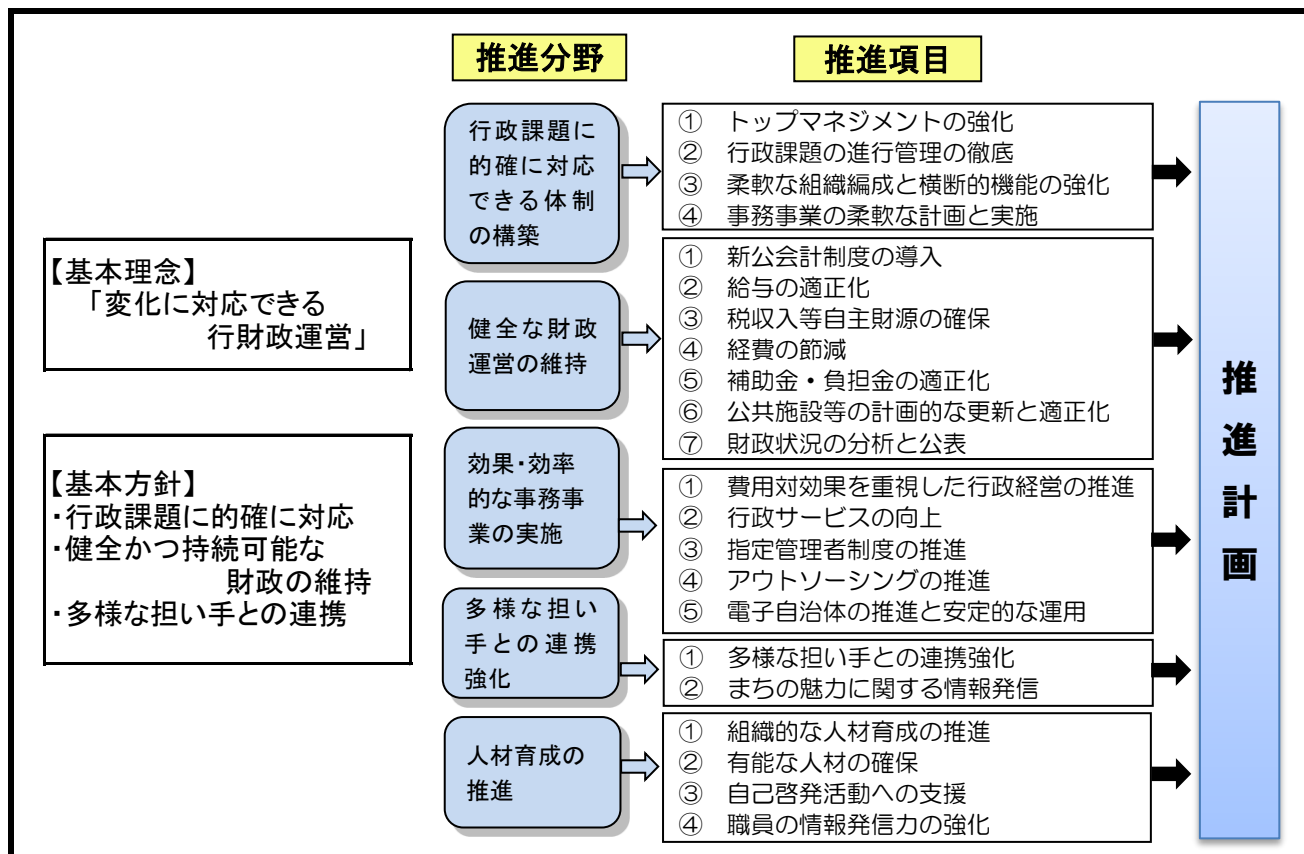 推進分野
推進項目
【基本理念】
「変化に対応できる
行財政運営」
【基本方針】
・行政課題に的確に対応
・健全かつ持続可能な
財政の維持
・多様な担い手との連携
行政課題に
的確に対応
できる体制
の構築
① トップマネジメントの強化
② 行政課題の進行管理の徹底
③ 柔軟な組織編成と横断的機能の強化
④ 事務事業の柔軟な計画と実施
健全な財政
運営の維持
① 新公会計制度の導入
② 給与の適正化
③ 税収入等自主財源の確保
④ 経費の節減
⑤ 補助金・負担金の適正化
⑥ 公共施設等の計画的な更新と適正化
⑦ 財政状況の分析と公表
効果・効率
的な事務事
業の実施
① 費用対効果を重視した行政経営の推進
② 行政サービスの向上
③ 指定管理者制度の推進
④ アウトソーシングの推進
⑤ 電子自治体の推進と安定的な運用
多様な担い
手との連携
強化
① 多様な担い手との連携強化
② まちの魅力に関する情報発信
人材育成の
推進
① 組織的な人材育成の推進
② 有能な人材の確保
③ 自己啓発活動への支援
④ 職員の情報発信力の強化
推進計画